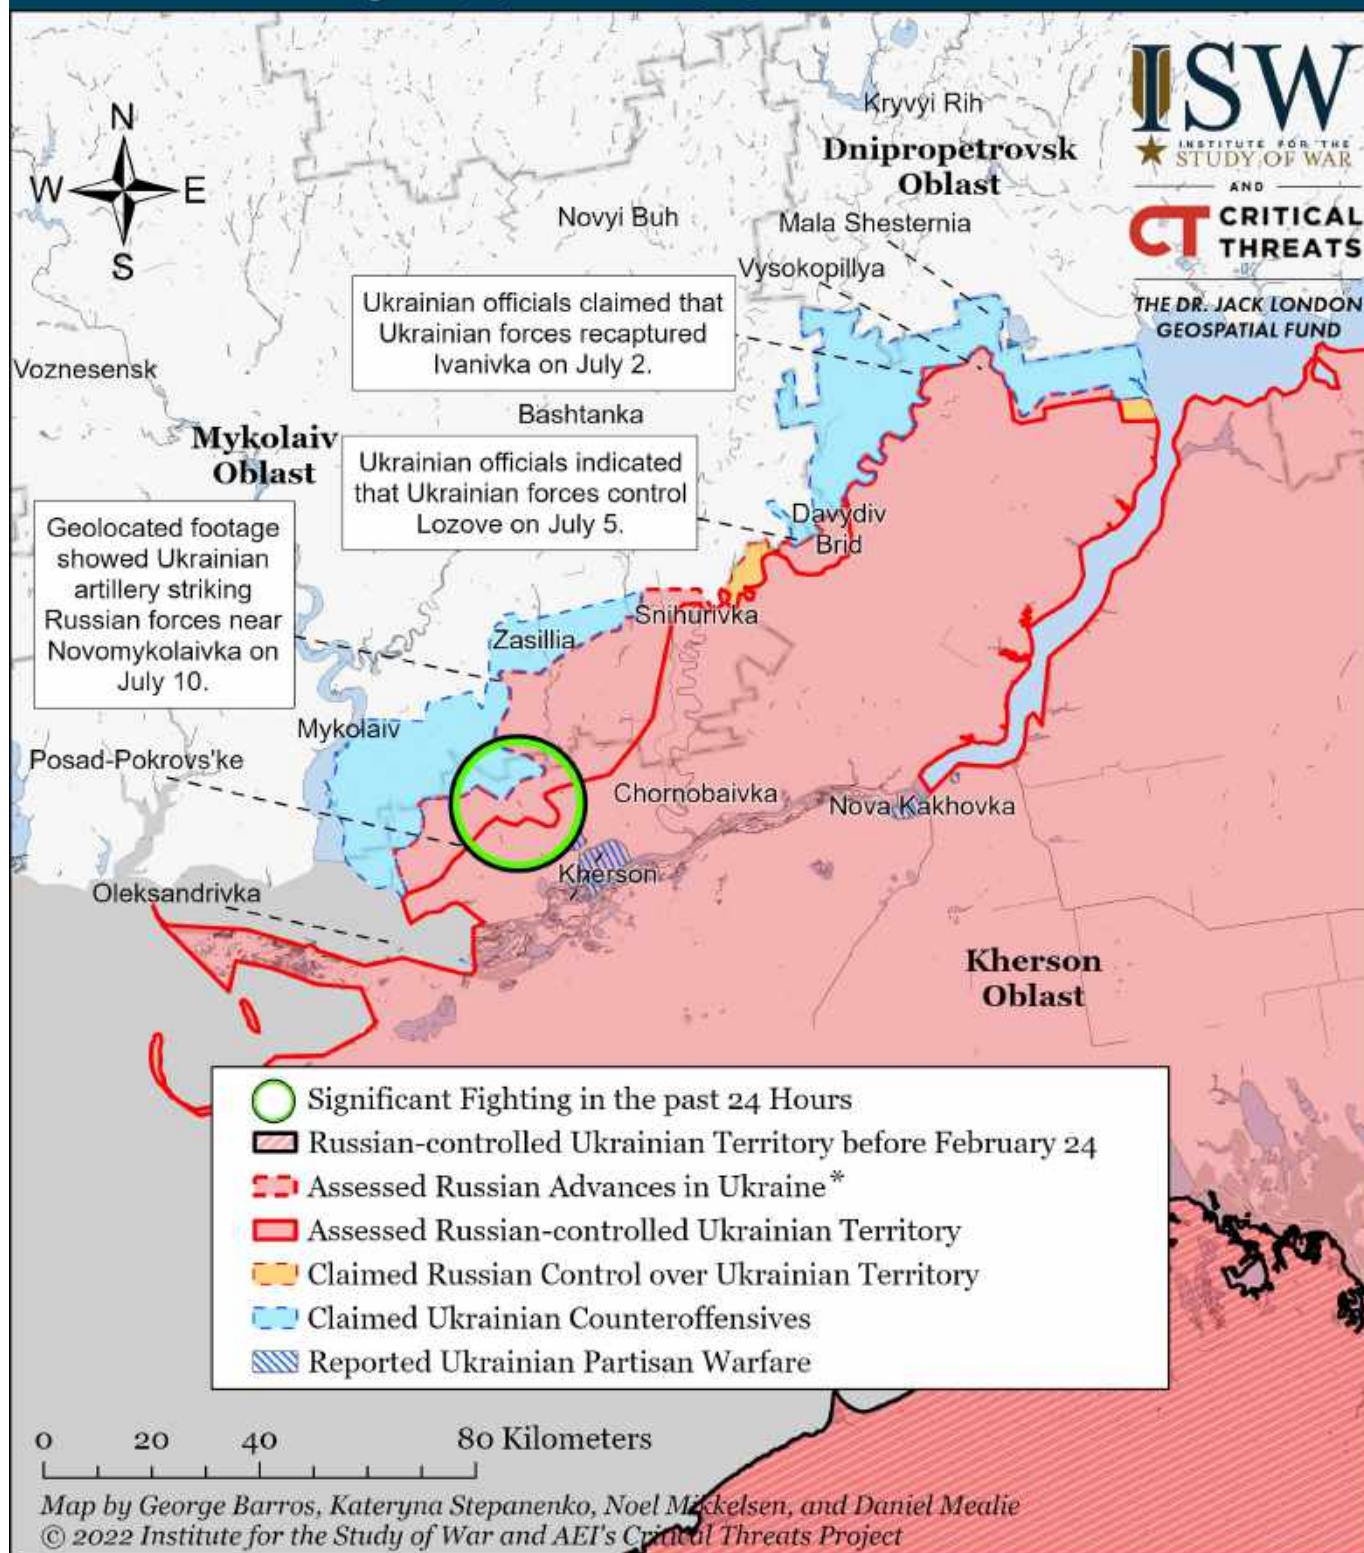 ISW
INSTITUTE FOR THE
STUDY OF WAR
AND
CT CRITICAL
THREATS
THE DR. JACK LONDON
GEOSPATIAL FUND
N
W E
S
Kryvyi Rih
Dnipropetrovsk
Oblast
Novyi Buh
Mala Shesternia
Vysokopillya
Ukrainian officials claimed that
Ukrainian forces recaptured
Ivanivka on July 2.
Voznesensk
Bashtanka
Mykolaiv
Oblast
Ukrainian officials indicated
that Ukrainian forces control
Lozove on July 5.
Davydiv
Brid
Geolocated footage
showed Ukrainian
artillery striking
Russian forces near
Novomykolaivka on
July 10.
Snihurivka
Zasillia
Mykolaiv
Posad-Pokrovs'ke
Chornobaivka
Nova Kakhovka
Kherson
Oleksandrivka
Kherson
Oblast
Significant Fighting in the past 24 Hours
Russian-controlled Ukrainian Territory before February 24
Assessed Russian Advances in Ukraine*
Assessed Russian-controlled Ukrainian Territory
Claimed Russian Control over Ukrainian Territory
Claimed Ukrainian Counteroffensives
Reported Ukrainian Partisan Warfare
0 20 40 80 Kilometers
Map by George Barros, Kateryna Stepanenko, Noel Mikkelsen, and Daniel Mealie
© 2022 Institute for the Study of War and AEI's Critical Threats Project